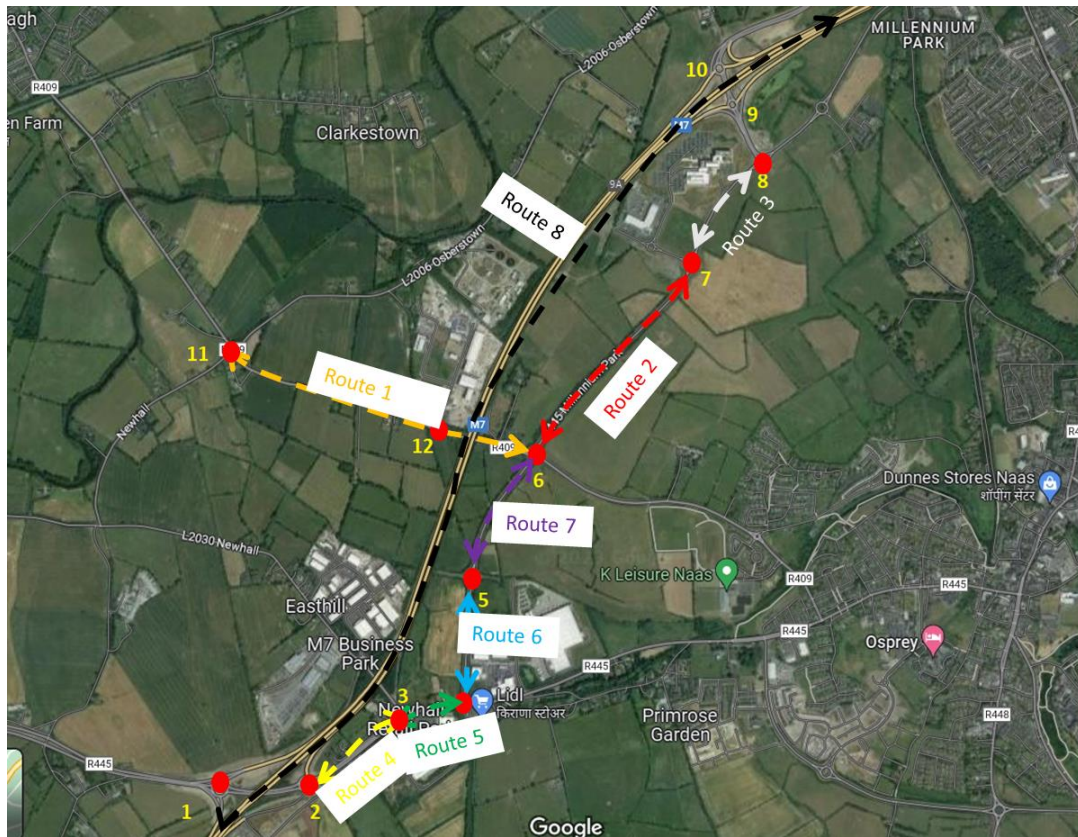 agh
MILLENNIUM
PARK
R409
L2006 Osberstown
10
en Farm
Clarkestown
9
M7
8
9A
Route 8
Route 3
7
L2006 Osberstown
11
Route 1
Route 2
Newhall
12
M7
R409
6
Dunnes Stores Naas
शॉपींग सेंटर
Route 7
L2030 Newhall
K Leisure Naas
R409
R445
5
Easthill
Route 6
R445
Osprey
M7 Business
Park
R445
3
Lidl
किराणा स्टोअर
Newhall
Primrose
Garden
R448
Route 5
R445
Route 4
1
2
Google